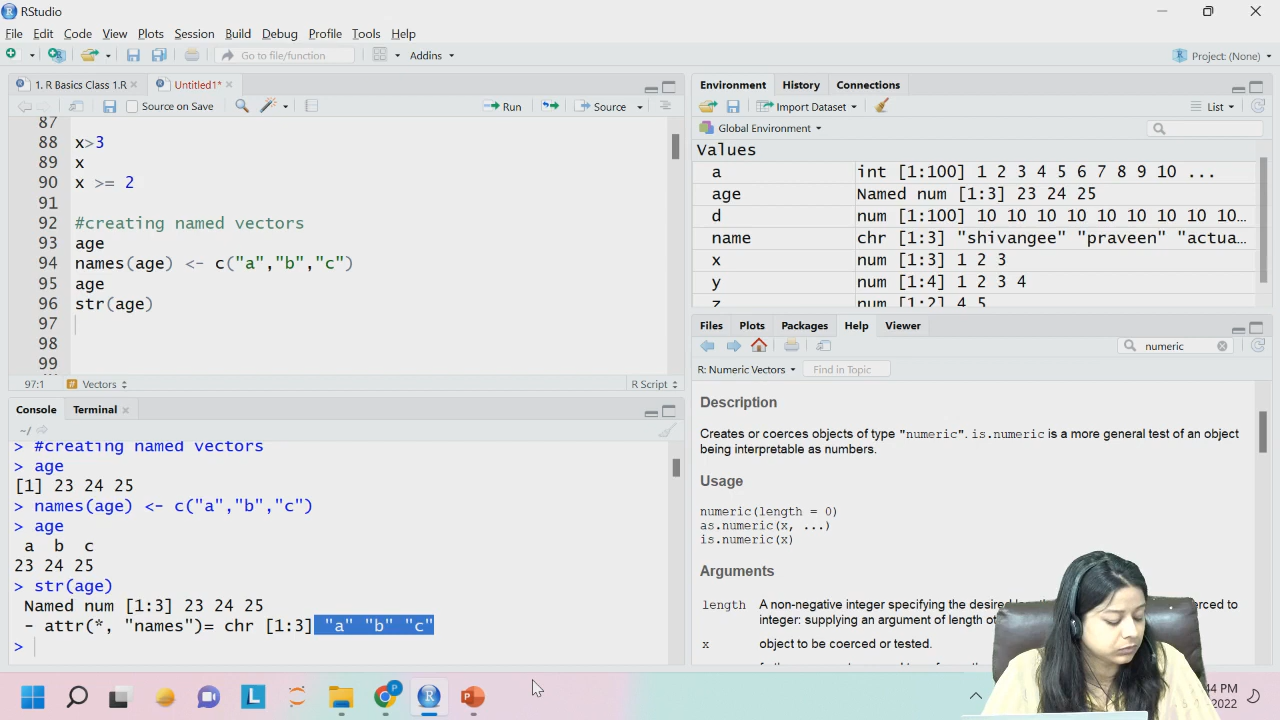 RStudio
File Edit Code View Plots Session Build Debug Profile Tools Help
Go to file/function Addins Project: (None)
1. R Basics Class 1.R Untitled1*
Source on Save Run Source
87
88 x>3
89 x
90 x >= 2
91
92 #creating named vectors
93 age
94 names(age) <- c("a","b","c")
95 age
96 str(age)
97
98
99
97:1 # Vectors R Script
Console Terminal
~/
> #creating named vectors
> age
[1] 23 24 25
> names(age) <- c("a","b","c")
> age
a b c
23 24 25
> str(age)
Named num [1:3] 23 24 25
- attr(*, "names")= chr [1:3] "a" "b" "c"
>
Environment History Connections
Import Dataset List
Global Environment
Values
a int [1:100] 1 2 3 4 5 6 7 8 9 10 ...
age Named num [1:3] 23 24 25
d num [1:100] 10 10 10 10 10 10 10 10 10...
name chr [1:3] "shivangee" "praveen" "actua...
x num [1:3] 1 2 3
y num [1:4] 1 2 3 4
z num [1:2] 4 5
Files Plots Packages Help Viewer
numeric
R: Numeric Vectors Find in Topic
Description
Creates or coerces objects of type "numeric". is.numeric is a more general test of an object
being interpretable as numbers.
Usage
numeric(length = 0)
as.numeric(x, ...)
is.numeric(x)
Arguments
length A non-negative integer specifying the desired
integer: supplying an argument of length
x object to be coerced or tested.
44 PM
2022